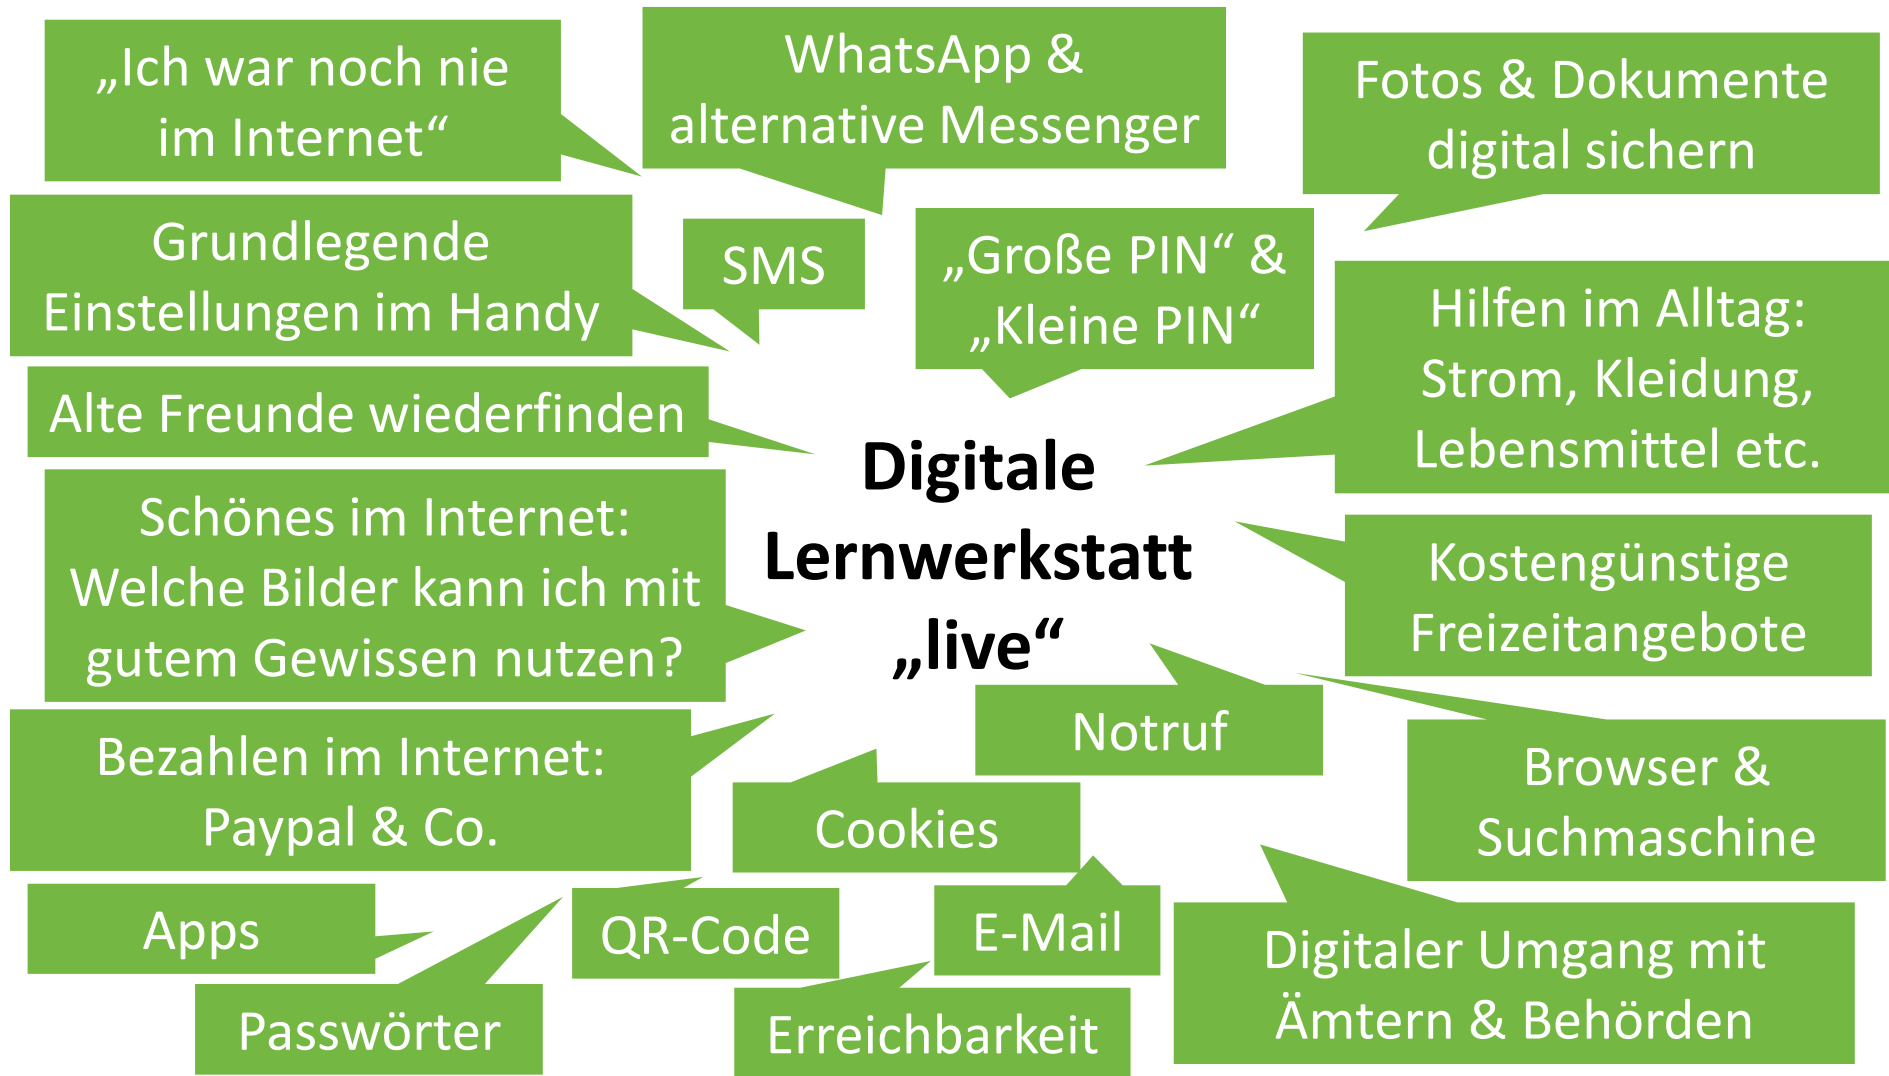 „Ich war noch nie
im Internet“
WhatsApp &
alternative Messenger
Fotos & Dokumente
digital sichern
Grundlegende
Einstellungen im Handy
SMS
„Große PIN“ &
„Kleine PIN“
Hilfen im Alltag:
Strom, Kleidung,
Lebensmittel etc.
Alte Freunde wiederfinden
Digitale
Lernwerkstatt
„live“
Schönes im Internet:
Welche Bilder kann ich mit
gutem Gewissen nutzen?
Kostengünstige
Freizeitangebote
Notruf
Bezahlen im Internet:
Paypal & Co.
Cookies
Browser &
Suchmaschine
Apps
QR-Code
E-Mail
Digitaler Umgang mit
Ämtern & Behörden
Passwörter
Erreichbarkeit